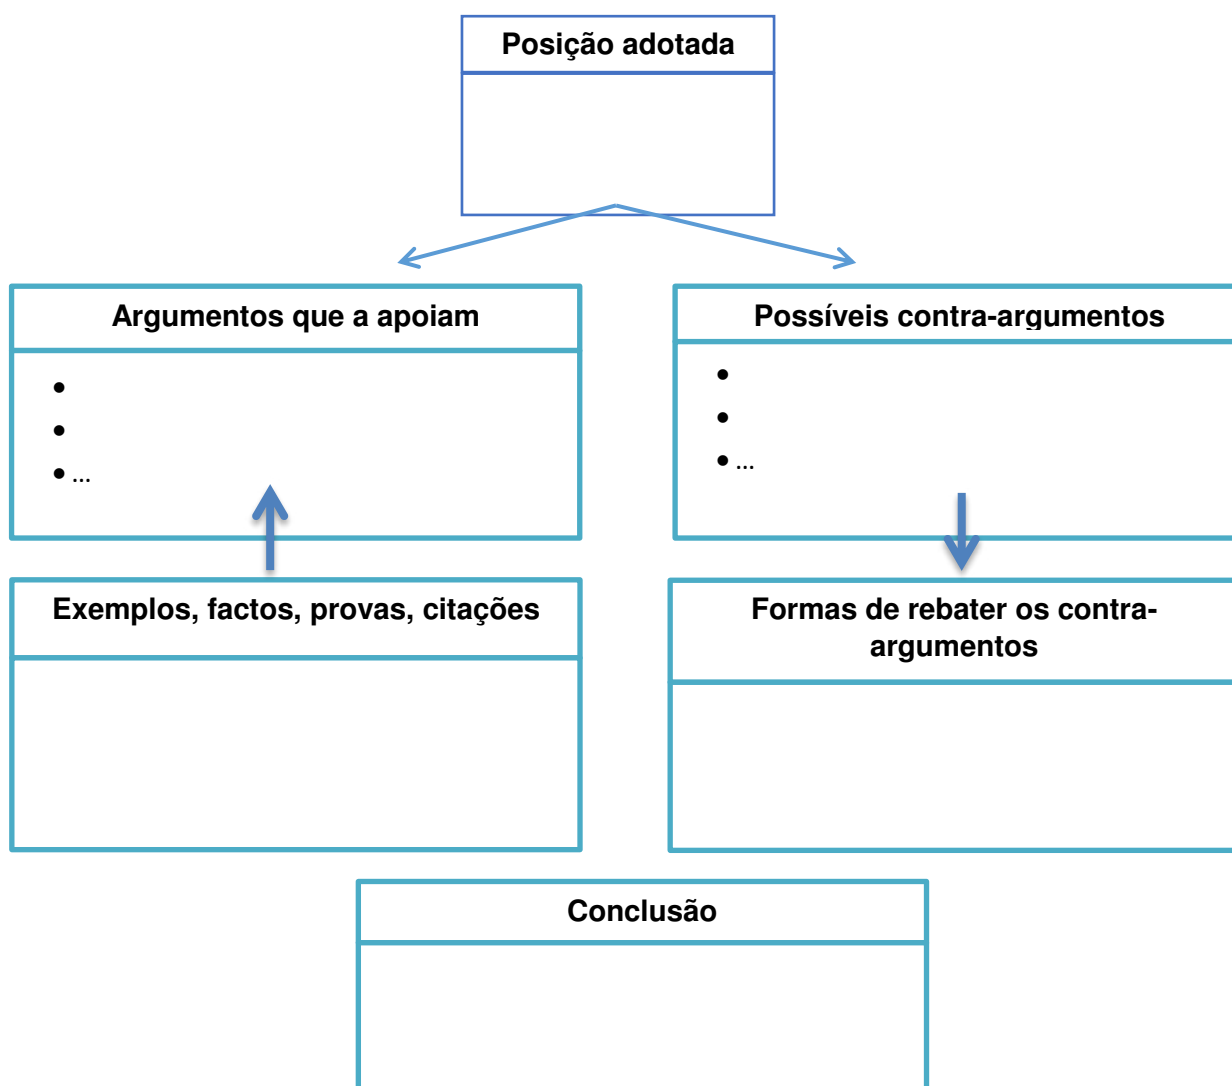 Posição adotada
Argumentos que a apoiam
•
•
• ...
Possíveis contra-argumentos
•
•
• ...
Exemplos, factos, provas, citações
Formas de rebater os contra-
argumentos
Conclusão